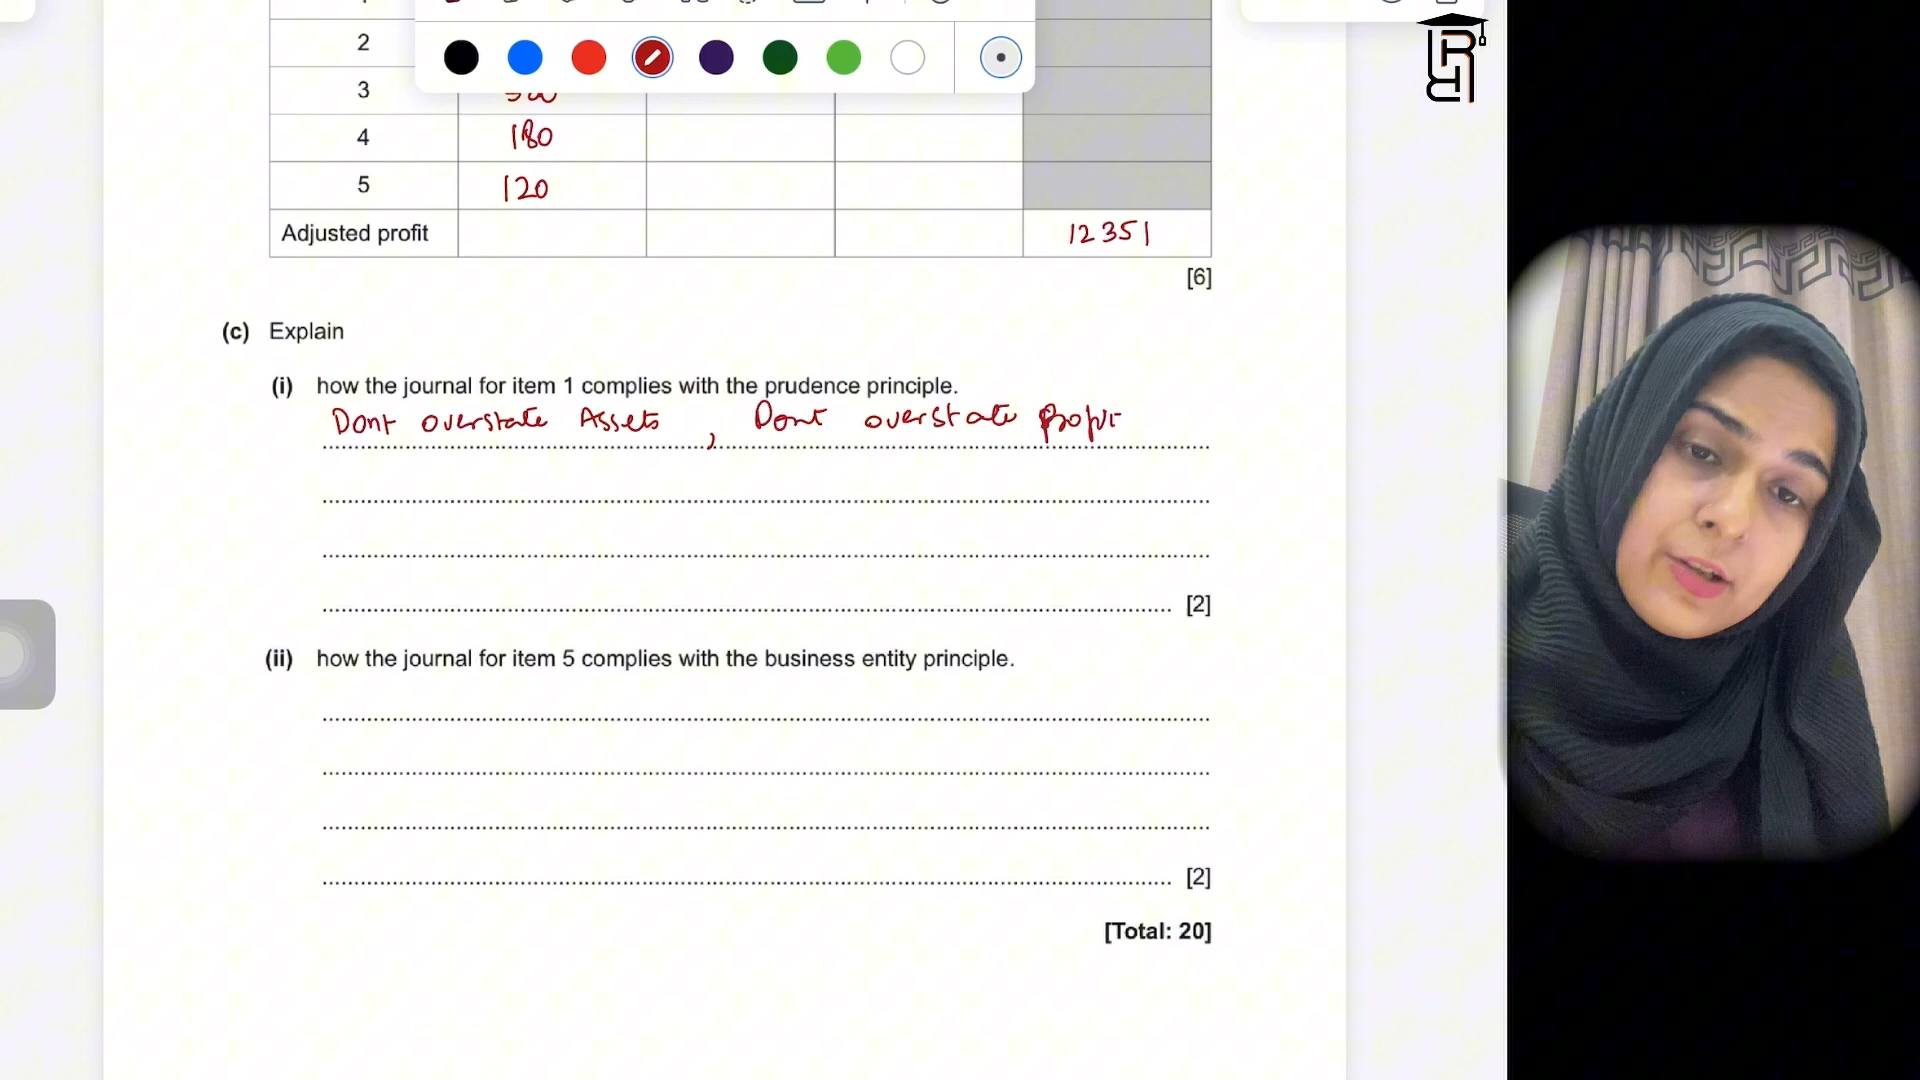 2
3
4 180
5 120
Adjusted profit 12351
[6]
(c) Explain
(i) how the journal for item 1 complies with the prudence principle.
Dont overstate Assets , Dont overstate Profit
[2]
(ii) how the journal for item 5 complies with the business entity principle.
[2]
[Total: 20]